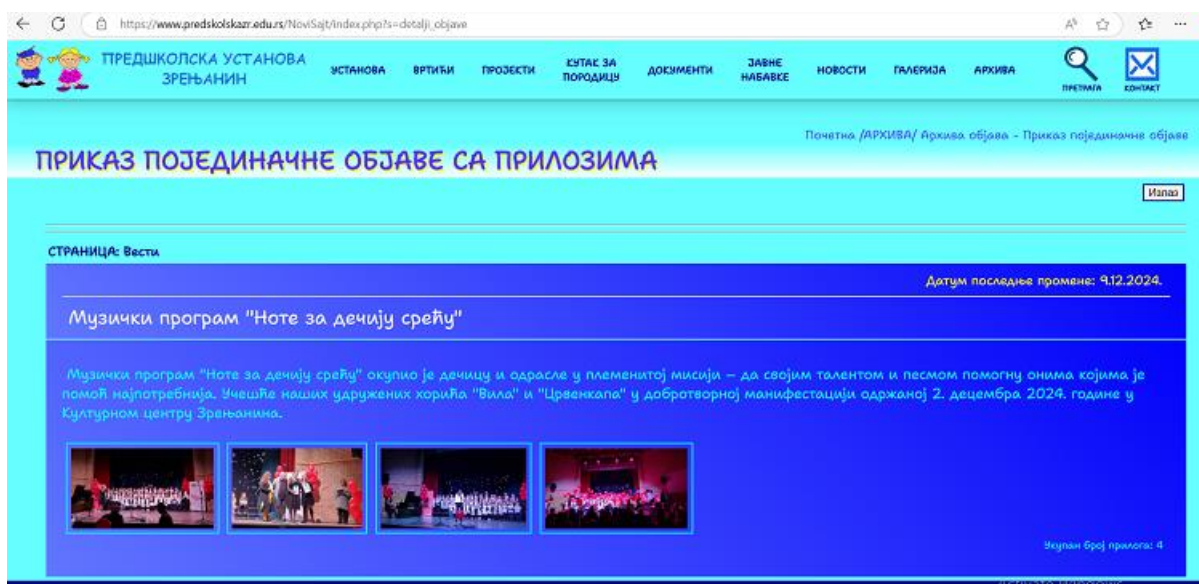 https://www.predskolskazr.edu.rs/NoviSajt/index.php?s=detalji_objave
ПРЕДШКОЛСКА УСТАНОВА
ЗРЕЊАНИН
УСТАНОВА
ВРТИЋИ
ПРОЈЕКТИ
КУТАК ЗА
ПОРОДИЦУ
ДОКУМЕНТИ
ЈАВНЕ
НАБАВКЕ
НОВОСТИ
ГАЛЕРИЈА
АРХИВА
ПРЕТРАГА
КОНТАКТ
Почетна /АРХИВА/ Архива објава - Приказ појединачне објаве
ПРИКАЗ ПОЈЕДИНАЧНЕ ОБЈАВЕ СА ПРИЛОЗИМА
Излаз
СТРАНИЦА: Вести
Датум последње промене: 9.12.2024.
Музички програм "Ноте за дечију срећу"
Музички програм "Ноте за дечију срећу" окупио је дечицу и одрасле у племенитој мисији – да својим талентом и песмом помогну онима којима је
помоћ најпотребнија. Учешће наших удружених хорића "Вила" и "Црвенкапа" у добротворној манифестацији одржаној 2. децембра 2024. године у
Културном центру Зрењанина.
Укупан број прилога: 4